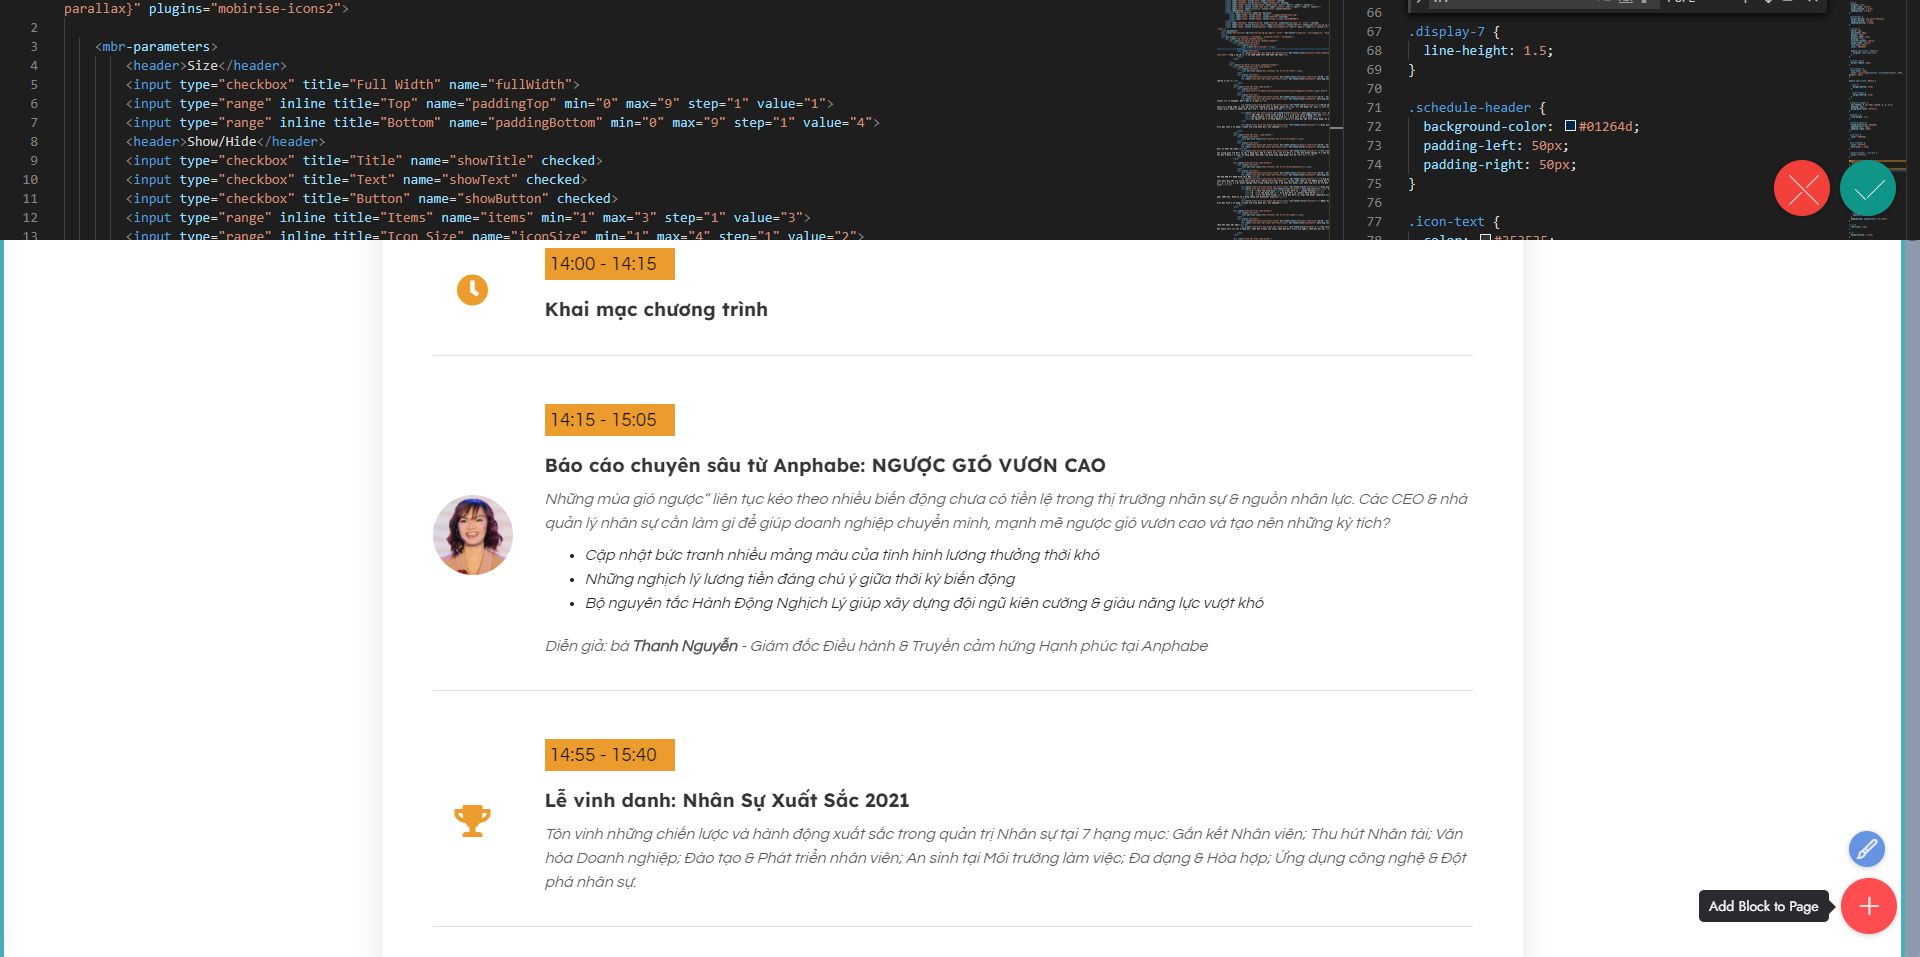 parallax}" plugins="mobirise-icons2">
2
3 <mbr-parameters>
4 <header>Size</header>
5 <input type="checkbox" title="Full Width" name="fullWidth">
6 <input type="range" inline title="Top" name="paddingTop" min="0" max="9" step="1" value="1">
7 <input type="range" inline title="Bottom" name="paddingBottom" min="0" max="9" step="1" value="4">
8 <header>Show/Hide</header>
9 <input type="checkbox" title="Title" name="showTitle" checked>
10 <input type="checkbox" title="Text" name="showText" checked>
11 <input type="checkbox" title="Button" name="showButton" checked>
12 <input type="range" inline title="Items" name="items" min="1" max="3" step="1" value="3">
13 <input type="range" inline title="Icon Size" name="iconSize" min="1" max="4" step="1" value="2">
66
67 .display-7 {
68 line-height: 1.5;
69 }
70
71 .schedule-header {
72 background-color: #01264d;
73 padding-left: 50px;
74 padding-right: 50px;
75 }
76
77 .icon-text {
14:00 - 14:15
Khai mạc chương trình
14:15 - 15:05
Báo cáo chuyên sâu từ Anphabe: NGƯỢC GIÓ VƯƠN CAO
Những mùa gió ngược” liên tục kéo theo nhiều biến động chưa có tiền lệ trong thị trường nhân sự & nguồn nhân lực. Các CEO & nhà
quản lý nhân sự cần làm gì để giúp doanh nghiệp chuyển mình, mạnh mẽ ngược gió vươn cao và tạo nên những kỳ tích?
• Cập nhật bức tranh nhiều mảng màu của tình hình lương thưởng thời khó
• Những nghịch lý lương tiền đáng chú ý giữa thời kỳ biến động
• Bộ nguyên tắc Hành Động Nghịch Lý giúp xây dựng đội ngũ kiên cường & giàu năng lực vượt khó
Diễn giả: bà Thanh Nguyễn - Giám đốc Điều hành & Truyền cảm hứng Hạnh phúc tại Anphabe
14:55 - 15:40
Lễ vinh danh: Nhân Sự Xuất Sắc 2021
Tôn vinh những chiến lược và hành động xuất sắc trong quản trị Nhân sự tại 7 hạng mục: Gắn kết Nhân viên; Thu hút Nhân tài; Văn
hóa Doanh nghiệp; Đào tạo & Phát triển nhân viên; An sinh tại Môi trường làm việc; Đa dạng & Hòa hợp; Ứng dụng công nghệ & Đột
phá nhân sự.
Add Block to Page